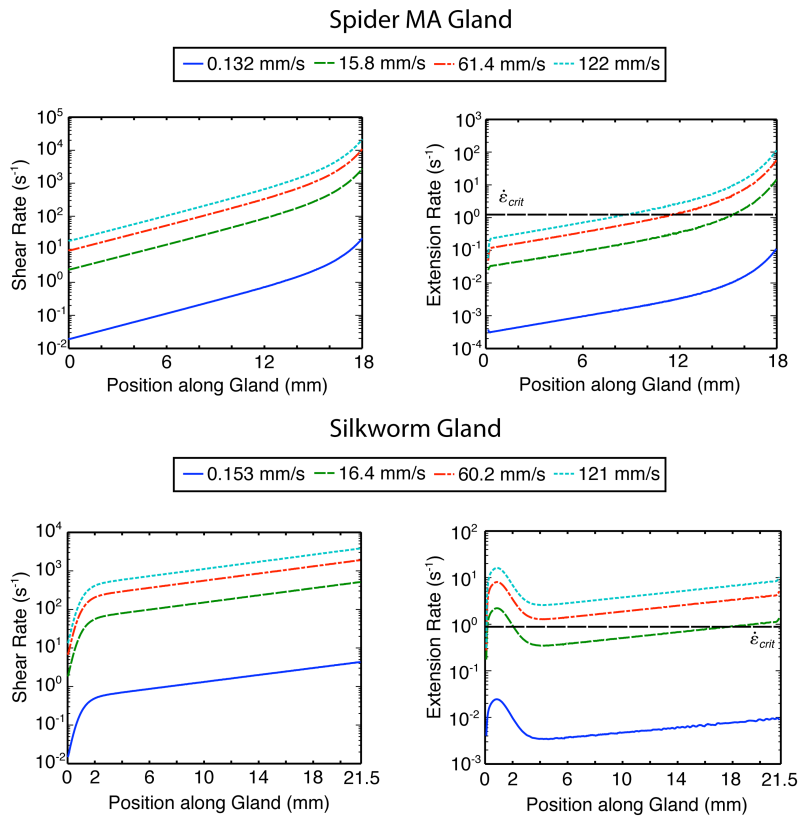 Spider MA Gland
0.132 mm/s 15.8 mm/s 61.4 mm/s 122 mm/s
10^5
10^4
10^3
10^2
10^1
10^0
10^-1
10^-2
Shear Rate (s^-1)
0 6 12 18
Position along Gland (mm)
10^3
10^2
10^1
10^0
10^-1
10^-2
10^-3
10^-4
Extension Rate (s^-1)
ε̇crit
0 6 12 18
Position along Gland (mm)
Silkworm Gland
0.153 mm/s 16.4 mm/s 60.2 mm/s 121 mm/s
10^4
10^3
10^2
10^1
10^0
10^-1
10^-2
Shear Rate (s^-1)
0 2 6 10 14 18 21.5
Position along Gland (mm)
10^2
10^1
10^0
10^-1
10^-2
10^-3
Extension Rate (s^-1)
ε̇crit
0 2 6 10 14 18 21.5
Position along Gland (mm)